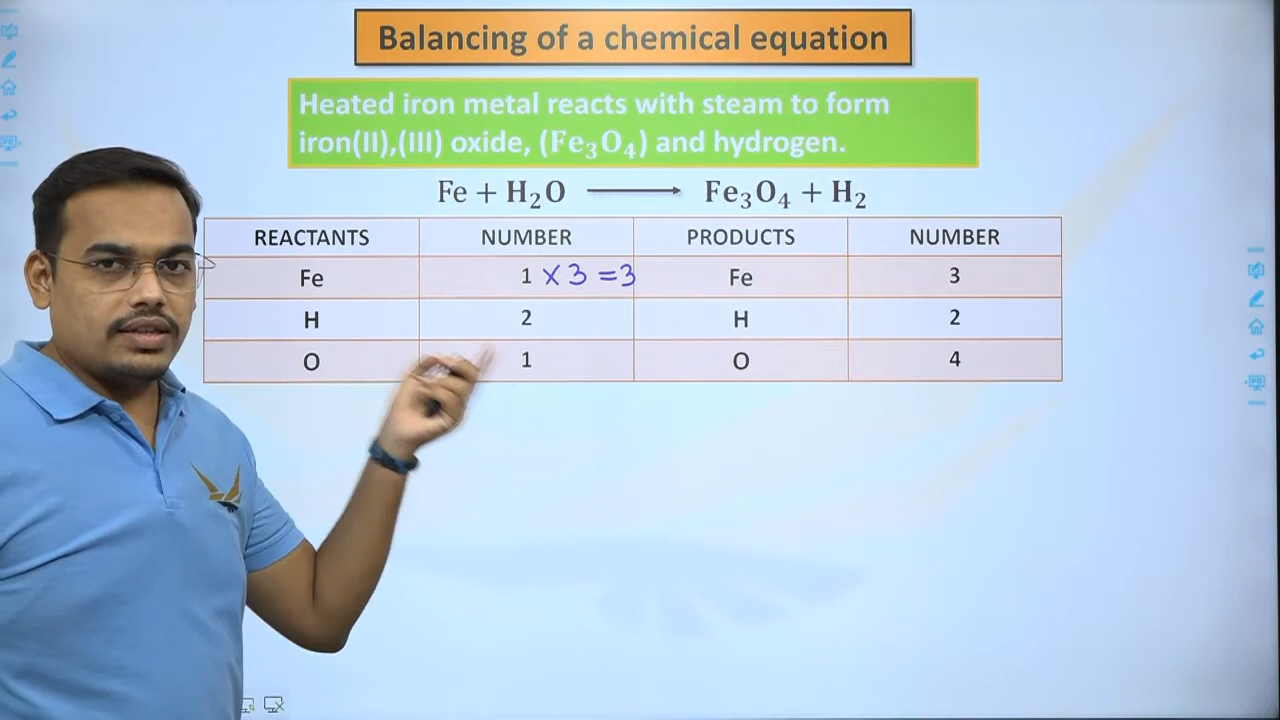 Balancing of a chemical equation
Heated iron metal reacts with steam to form
iron(II),(III) oxide, (Fe₃O₄) and hydrogen.
Fe + H₂O ⟶ Fe₃O₄ + H₂
REACTANTS NUMBER PRODUCTS NUMBER
Fe 1 × 3 = 3 Fe 3
H 2 H 2
O 1 O 4